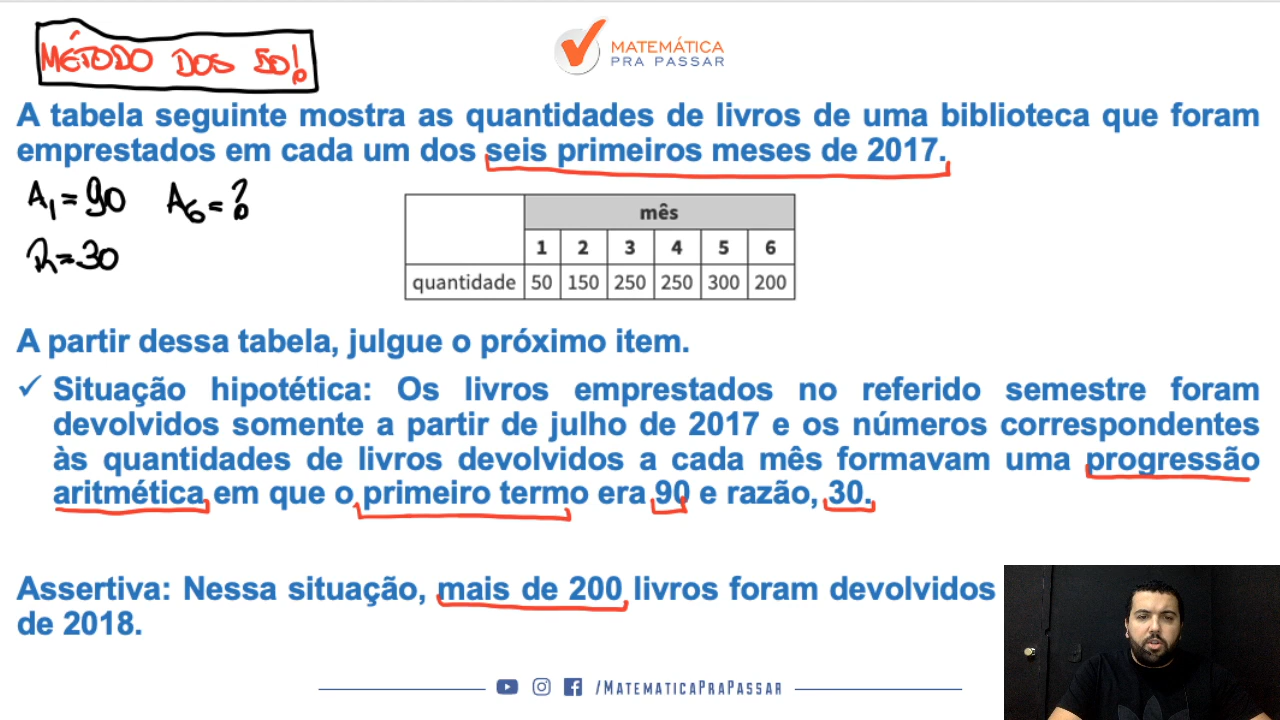 MÉTODO DOS 50!
MATEMÁTICA
PRA PASSAR
A tabela seguinte mostra as quantidades de livros de uma biblioteca que foram
emprestados em cada um dos seis primeiros meses de 2017.
A1=90 A6=?
R=30
mês
1 2 3 4 5 6
quantidade 50 150 250 250 300 200
A partir dessa tabela, julgue o próximo item.
✓ Situação hipotética: Os livros emprestados no referido semestre foram
devolvidos somente a partir de julho de 2017 e os números correspondentes
às quantidades de livros devolvidos a cada mês formavam uma progressão
aritmética em que o primeiro termo era 90 e razão, 30.
Assertiva: Nessa situação, mais de 200 livros foram devolvidos
de 2018.
/MatematicaPraPassar